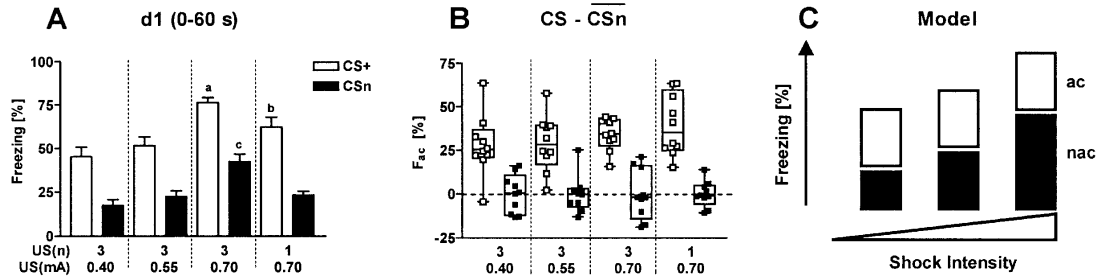 A
d1 (0-60 s)
Freezing [%]
100
75
50
25
0
CS+
CSn
a
b
c
US(n) 3 3 3 1
US(mA) 0.40 0.55 0.70 0.70
B
CS - CSn
F_ac [%]
75
50
25
0
-25
3 3 3 1
0.40 0.55 0.70 0.70
C
Model
Freezing [%]
ac
nac
Shock Intensity